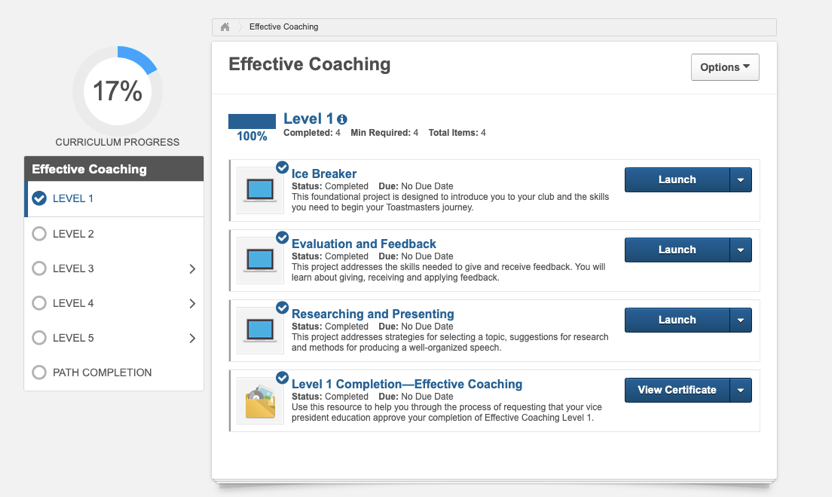 Effective Coaching
17%
CURRICULUM PROGRESS
Effective Coaching
LEVEL 1
LEVEL 2
LEVEL 3
LEVEL 4
LEVEL 5
PATH COMPLETION
Effective Coaching
Options
Level 1
100%
Completed: 4 Min Required: 4 Total Items: 4
Ice Breaker
Status: Completed Due: No Due Date
This foundational project is designed to introduce you to your club and the skills
you need to begin your Toastmasters journey.
Launch
Evaluation and Feedback
Status: Completed Due: No Due Date
This project addresses the skills needed to give and receive feedback. You will
learn about giving, receiving and applying feedback.
Launch
Researching and Presenting
Status: Completed Due: No Due Date
This project addresses strategies for selecting a topic, suggestions for research
and methods for producing a well-organized speech.
Launch
Level 1 Completion—Effective Coaching
Status: Completed Due: No Due Date
Use this resource to help you through the process of requesting that your vice
president education approve your completion of Effective Coaching Level 1.
View Certificate